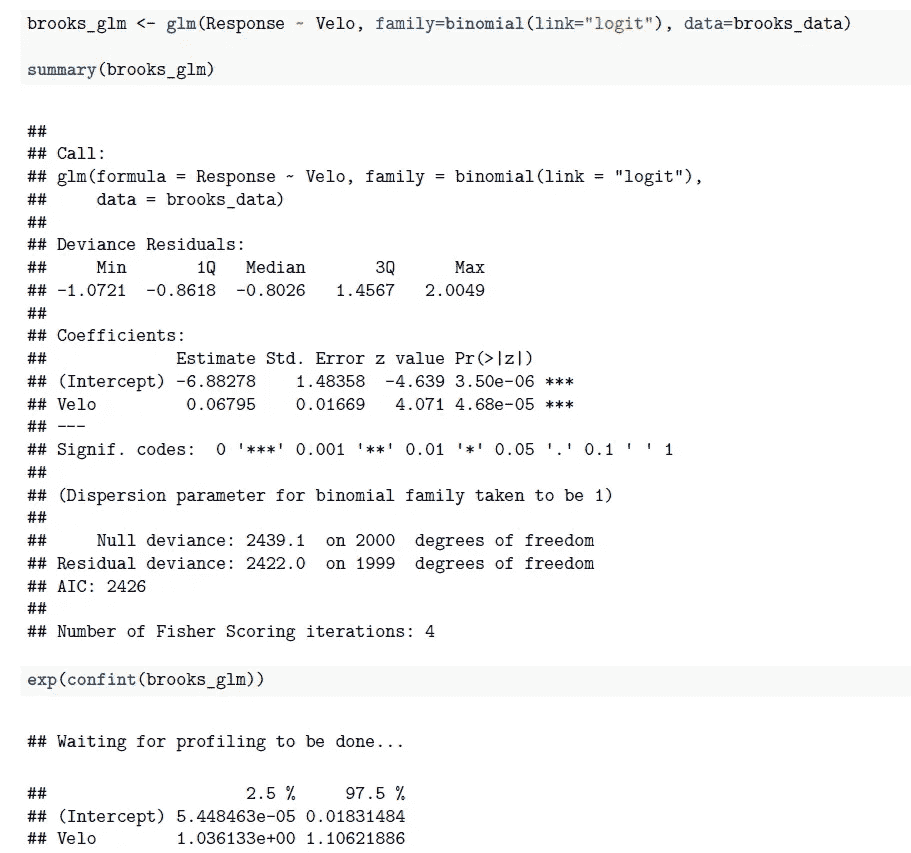 brooks_glm <- glm(Response ~ Velo, family=binomial(link="logit"), data=brooks_data)
summary(brooks_glm)
##
## Call:
## glm(formula = Response ~ Velo, family = binomial(link = "logit"),
##     data = brooks_data)
##
## Deviance Residuals:
##     Min       1Q   Median       3Q      Max
## -1.0721  -0.8618  -0.8026   1.4567   2.0049
##
## Coefficients:
##             Estimate Std. Error z value Pr(>|z|)
## (Intercept) -6.88278    1.48358  -4.639 3.50e-06 ***
## Velo         0.06795    0.01669   4.071 4.68e-05 ***
## ---
## Signif. codes:  0 '***' 0.001 '**' 0.01 '*' 0.05 '.' 0.1 ' ' 1
##
## (Dispersion parameter for binomial family taken to be 1)
##
##     Null deviance: 2439.1  on 2000  degrees of freedom
## Residual deviance: 2422.0  on 1999  degrees of freedom
## AIC: 2426
##
## Number of Fisher Scoring iterations: 4
exp(confint(brooks_glm))
## Waiting for profiling to be done...
##                    2.5 %     97.5 %
## (Intercept) 5.448463e-05 0.01831484
## Velo        1.036133e+00 1.10621886